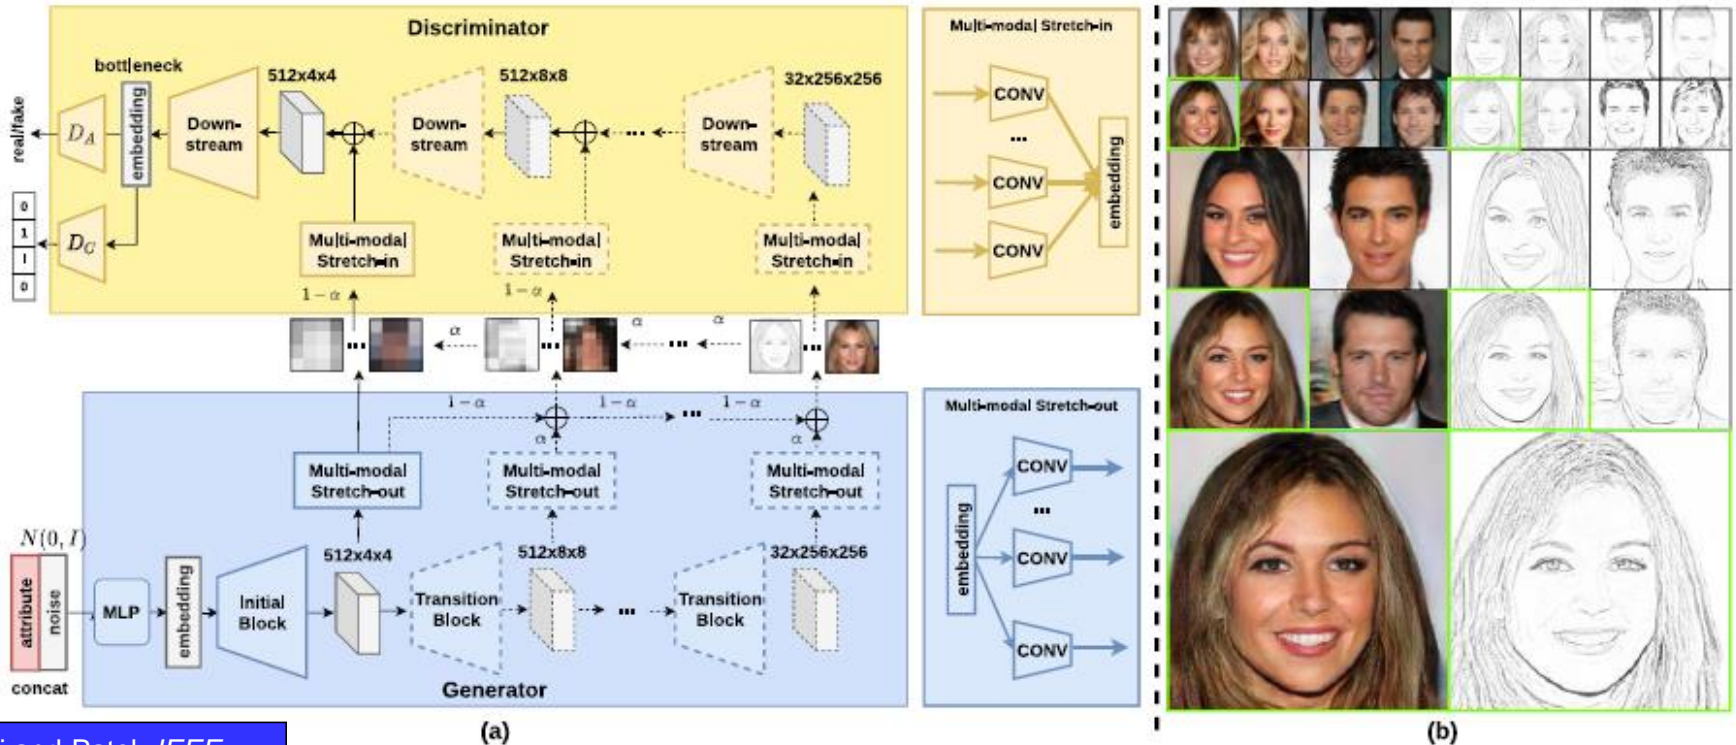 Discriminator
bottleneck
512x4x4
512x8x8
32x256x256
real/fake
D_A
embedding
Down-
stream
Down-
stream
Down-
stream
D_C
0
1
1
0
Multi-modal
Stretch-in
Multi-modal
Stretch-in
Multi-modal
Stretch-in
1-α
1-α
α
α
α
Multi-modal Stretch-in
CONV
...
CONV
CONV
embedding
1-α
1-α
1-α
α
α
Multi-modal
Stretch-out
Multi-modal
Stretch-out
Multi-modal
Stretch-out
N(0, I)
512x4x4
512x8x8
32x256x256
attribute
noise
MLP
embedding
Initial
Block
Transition
Block
...
Transition
Block
concat
Generator
Multi-modal Stretch-out
CONV
...
embedding
CONV
CONV
(a)
(b)
and Patel, IEEE